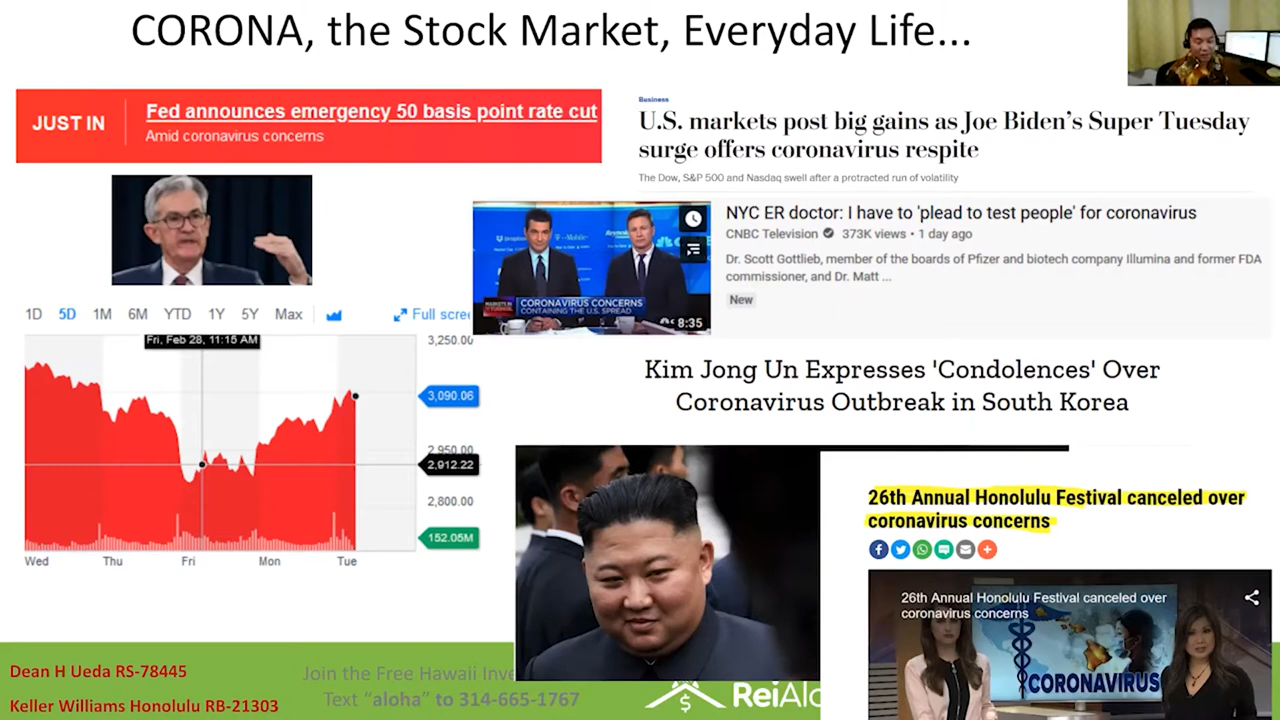 CORONA, the Stock Market, Everyday Life...
JUST IN
Fed announces emergency 50 basis point rate cut
Amid coronavirus concerns
Business
U.S. markets post big gains as Joe Biden's Super Tuesday
surge offers coronavirus respite
The Dow, S&P 500 and Nasdaq swell after a protracted run of volatility
CORONAVIRUS CONCERNS
CONTAINING THE U.S. SPREAD
8:35
NYC ER doctor: I have to 'plead to test people' for coronavirus
CNBC Television 373K views • 1 day ago
Dr. Scott Gottlieb, member of the boards of Pfizer and biotech company Illumina and former FDA
commissioner, and Dr. Matt ...
New
1D 5D 1M 6M YTD 1Y 5Y Max Full scre
Fri, Feb 28, 11:15 AM
3,250.00
3,090.06
2,950.00
2,912.22
2,800.00
152.05M
Wed Thu Fri Mon Tue
Kim Jong Un Expresses 'Condolences' Over
Coronavirus Outbreak in South Korea
26th Annual Honolulu Festival canceled over
coronavirus concerns
26th Annual Honolulu Festival canceled over
coronavirus concerns
CORONAVIRUS
Dean H Ueda RS-78445
Keller Williams Honolulu RB-21303
Join the Free Hawaii Inve
Text "aloha" to 314-665-1767
ReiAlo